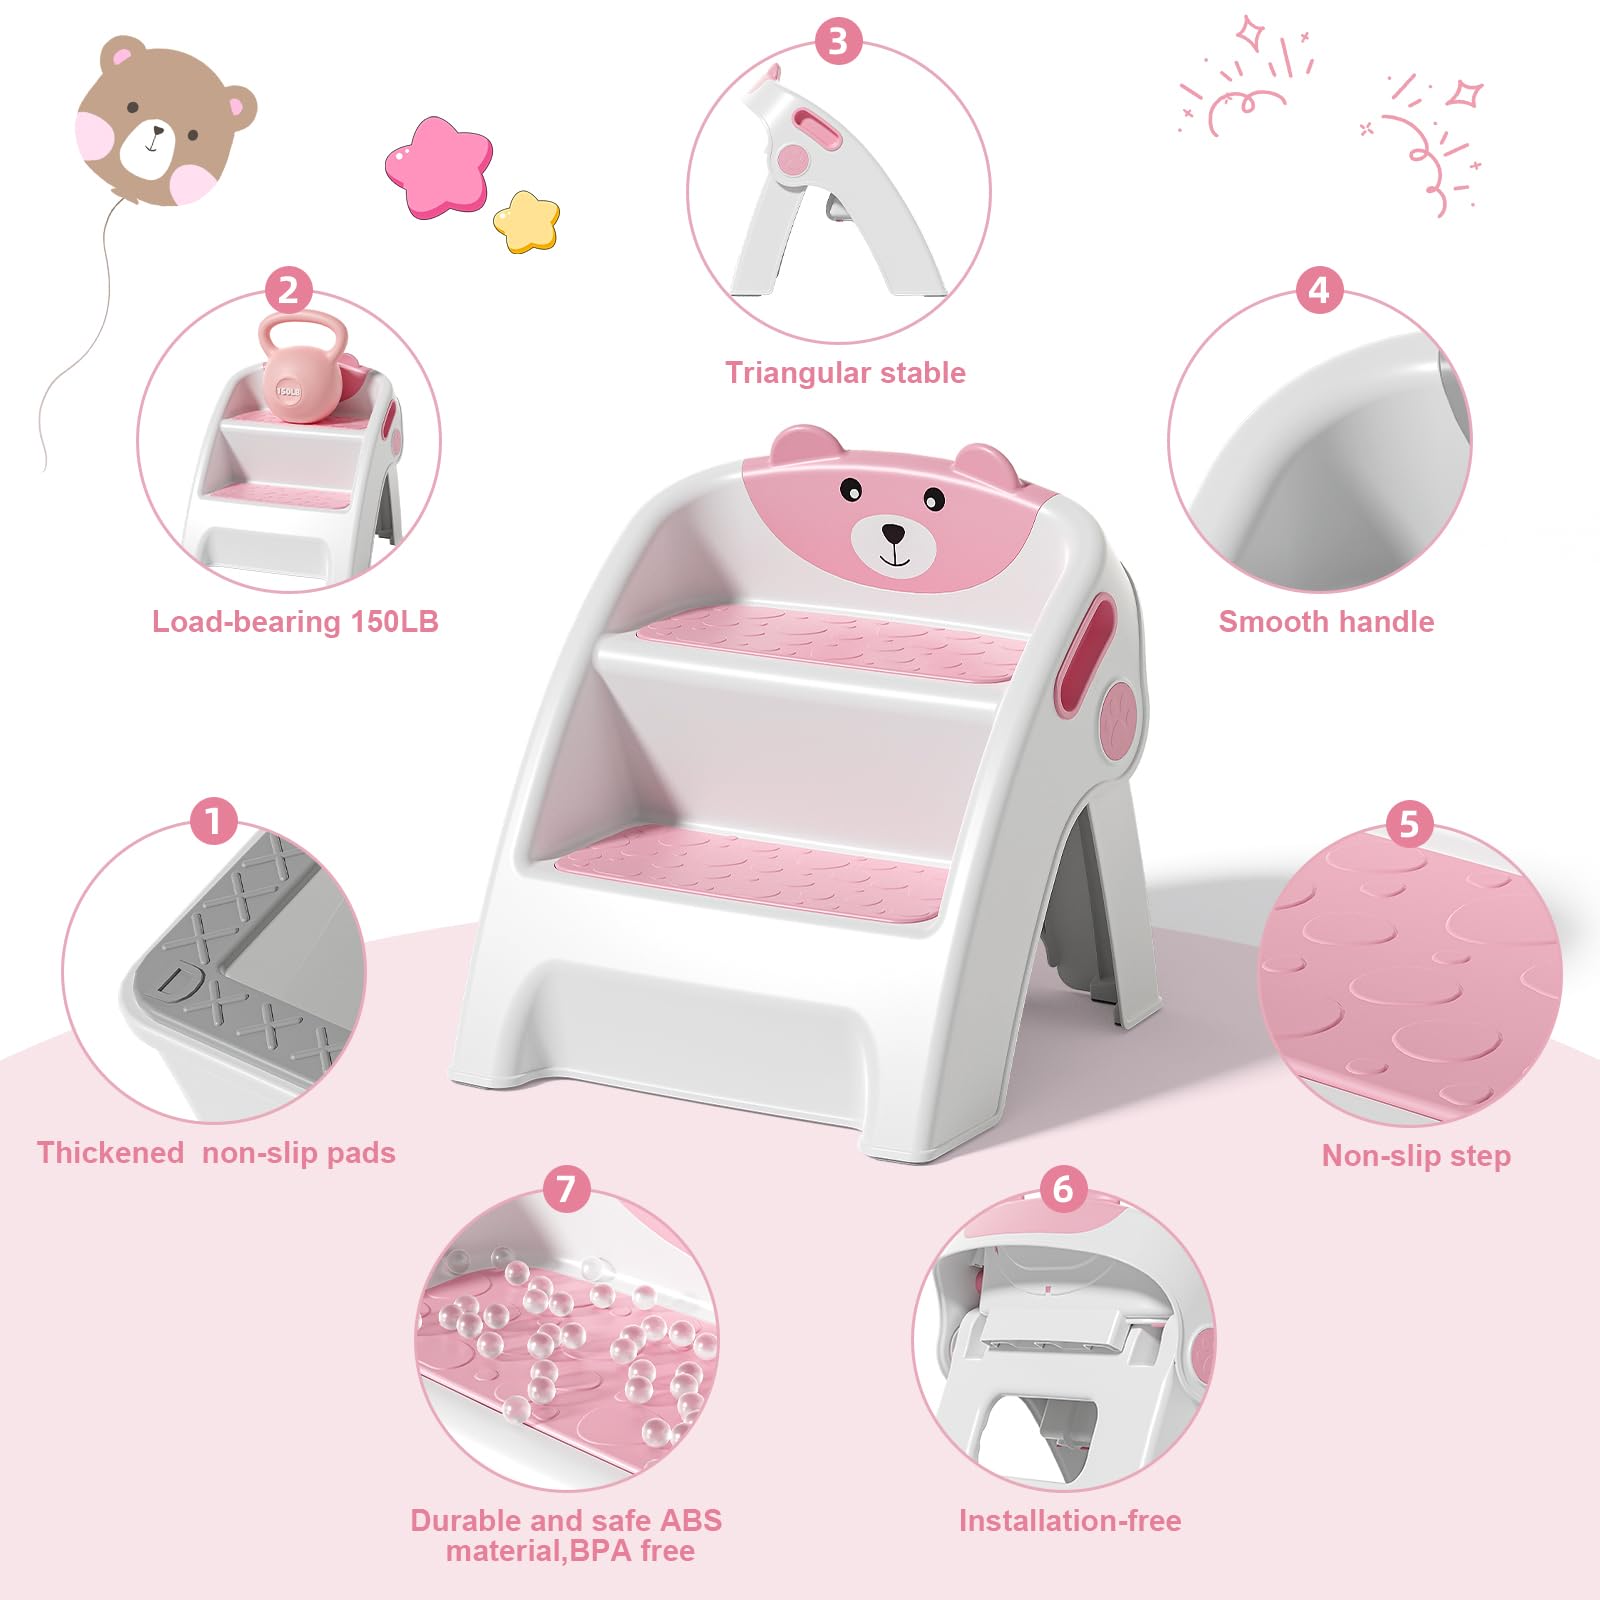 3
Triangular stable
2
150LB
Load-bearing 150LB
4
Smooth handle
1
D
Thickened  non-slip pads
5
Non-slip step
7
Durable and safe ABS
material,BPA free
6
Installation-free